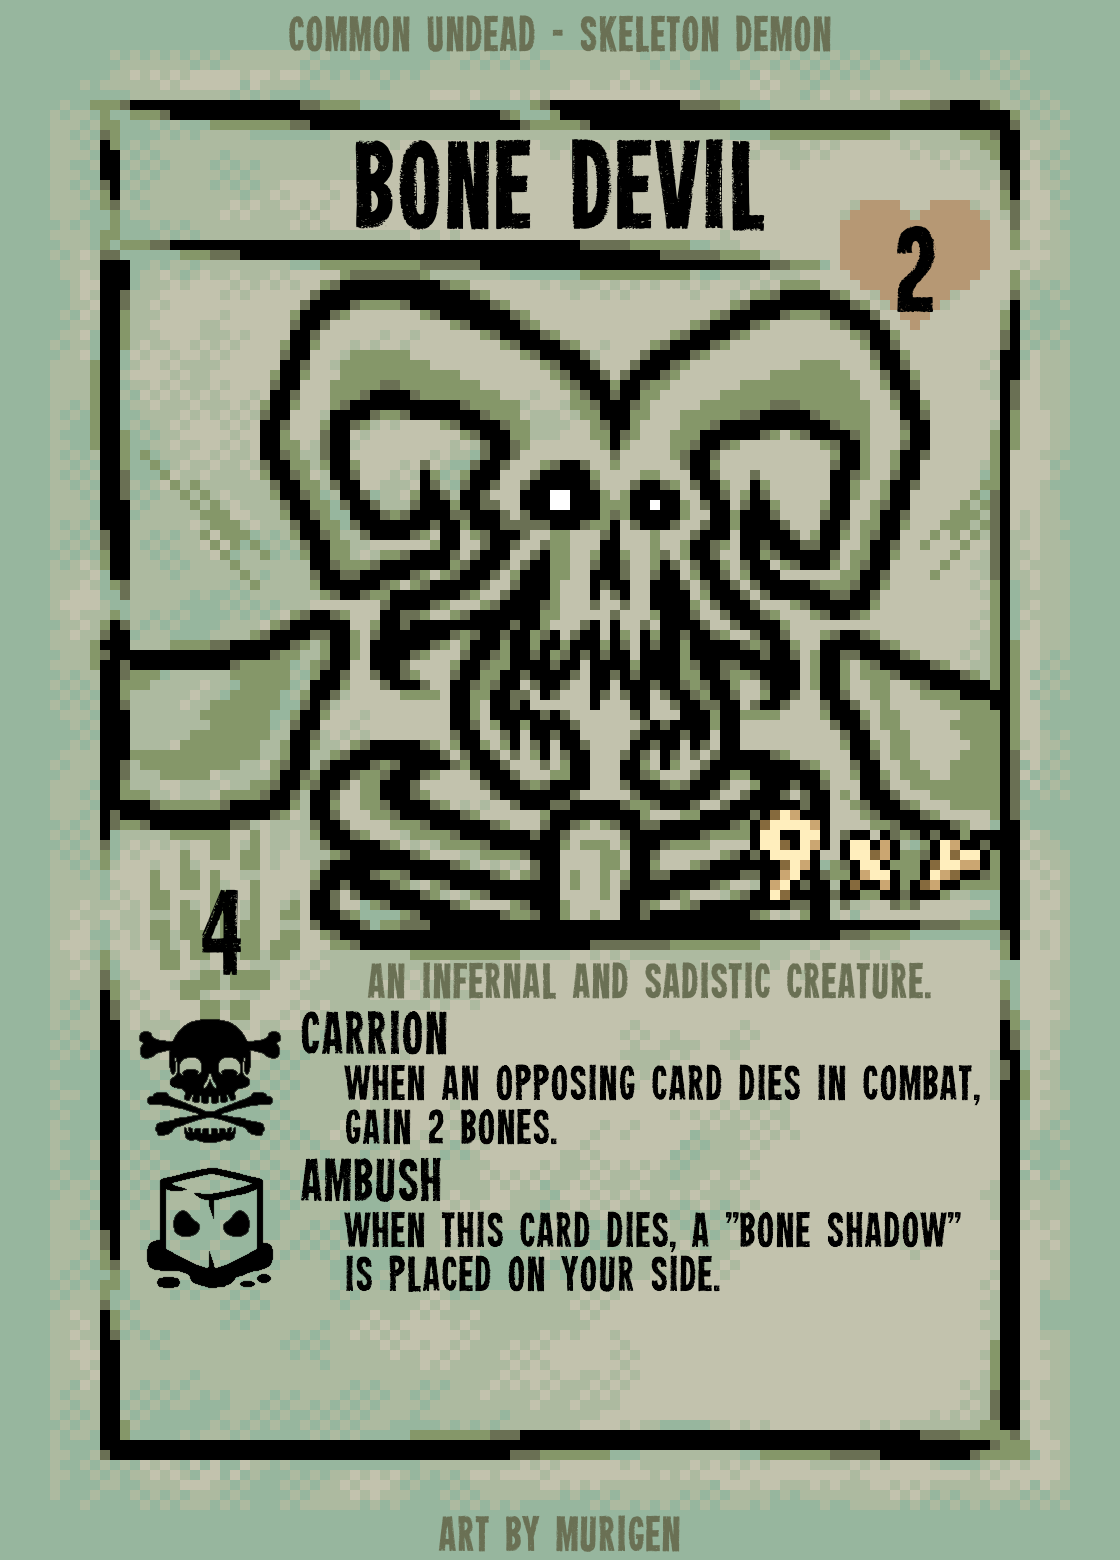 COMMON UNDEAD - SKELETON DEMON
BONE DEVIL
2
9 x
4
AN INFERNAL AND SADISTIC CREATURE.
CARRION
WHEN AN OPPOSING CARD DIES IN COMBAT,
GAIN 2 BONES.
AMBUSH
WHEN THIS CARD DIES, A "BONE SHADOW"
IS PLACED ON YOUR SIDE.
ART BY MURIGEN